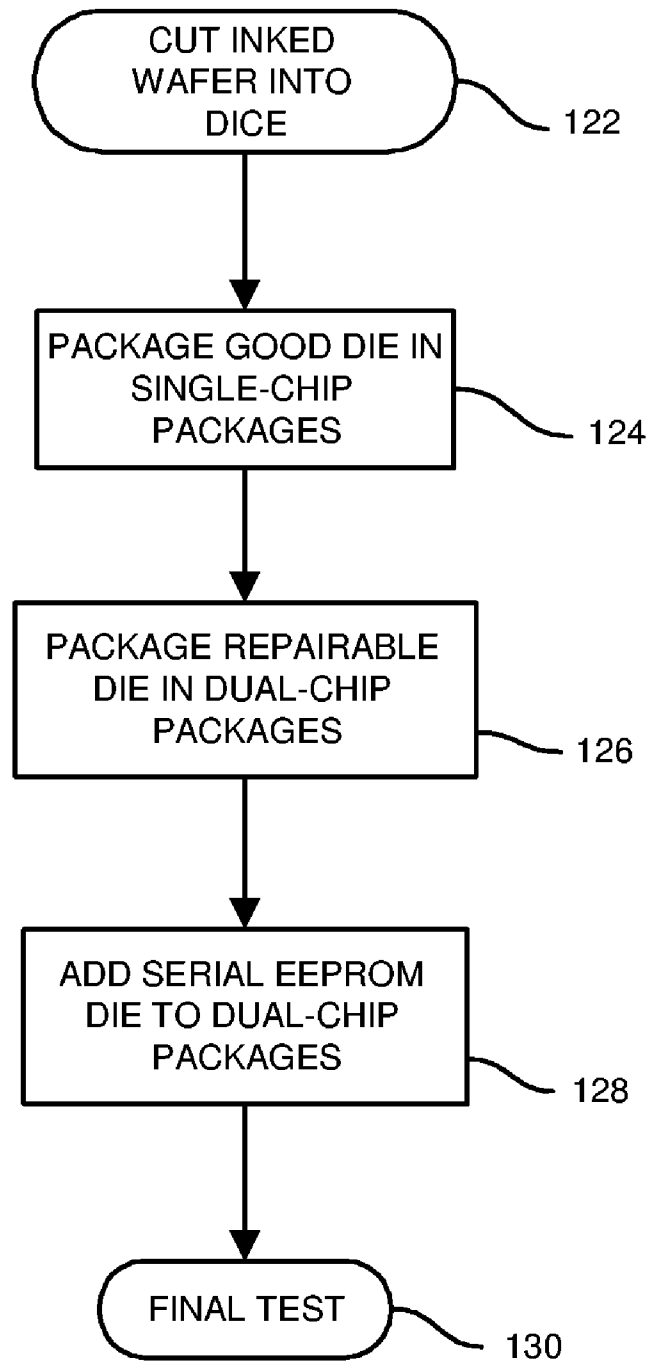 CUT INKED
WAFER INTO
DICE
122
PACKAGE GOOD DIE IN
SINGLE-CHIP
PACKAGES
124
PACKAGE REPAIRABLE
DIE IN DUAL-CHIP
PACKAGES
126
ADD SERIAL EEPROM
DIE TO DUAL-CHIP
PACKAGES
128
FINAL TEST
130